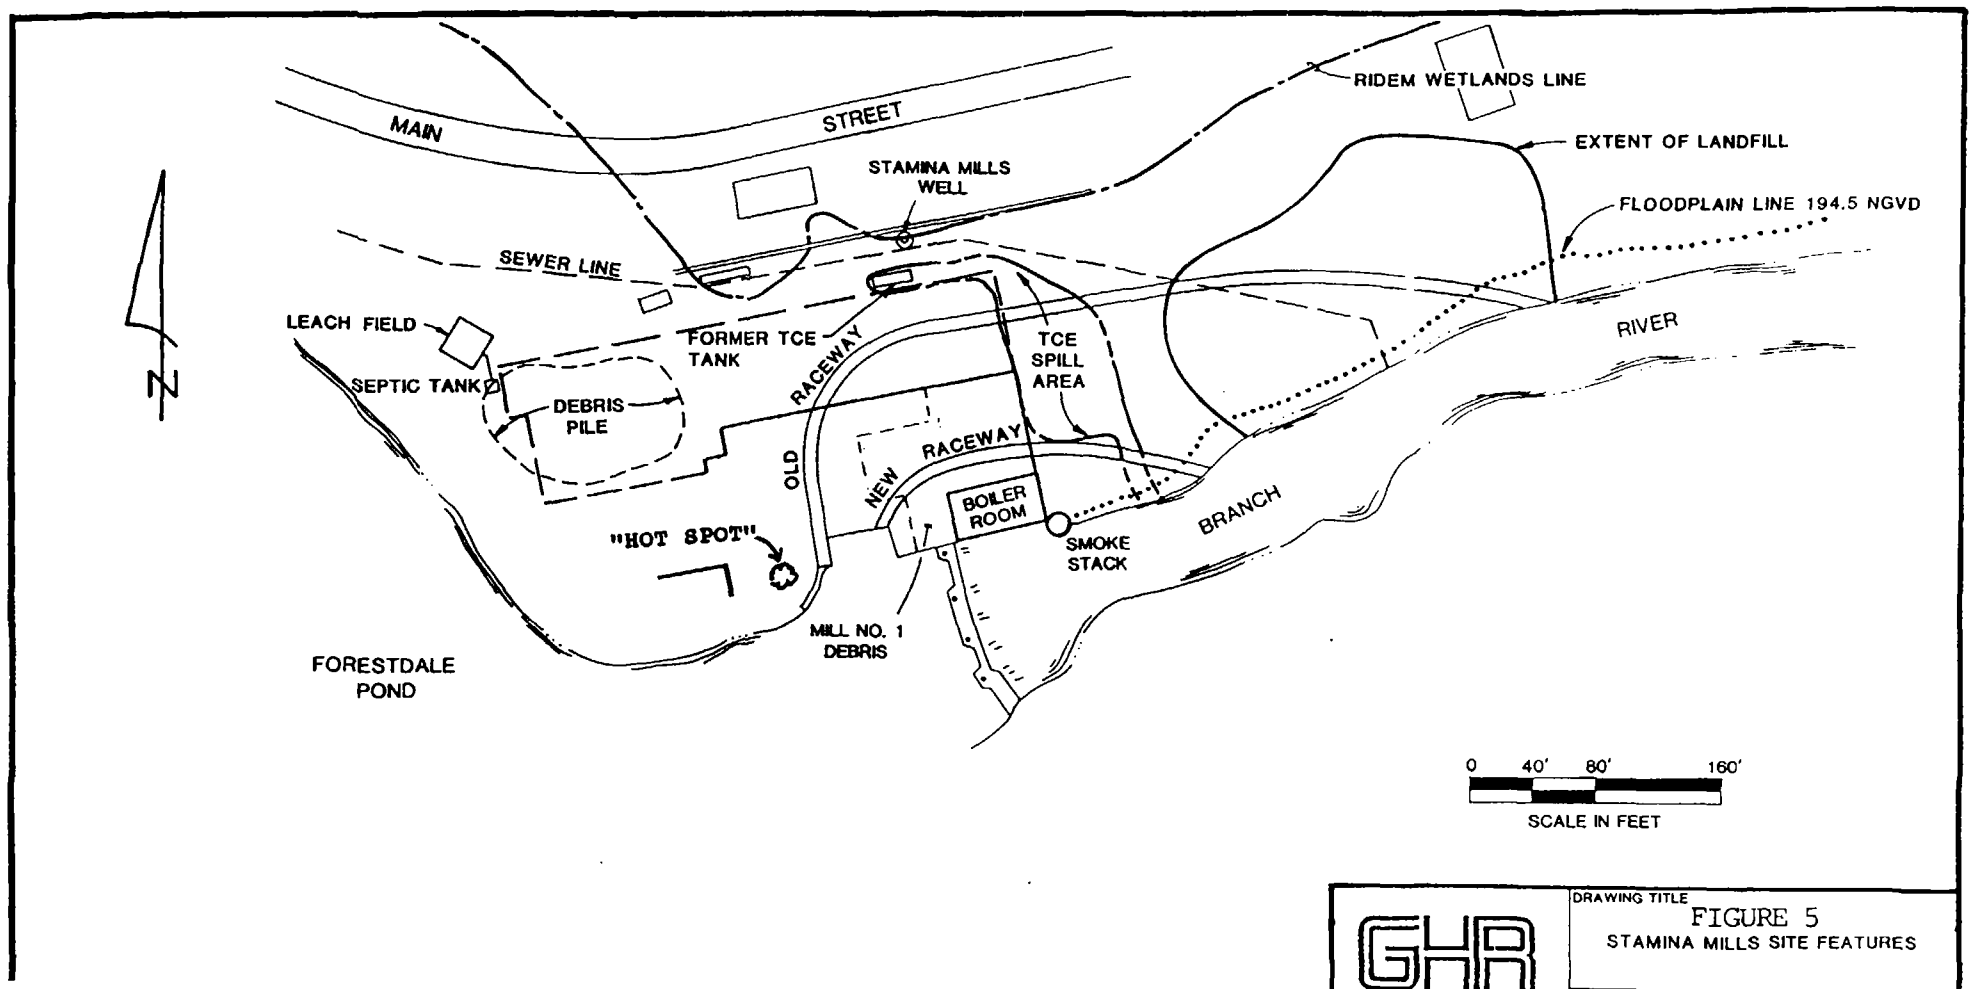 RIDEM WETLANDS LINE
MAIN STREET
EXTENT OF LANDFILL
STAMINA MILLS
WELL
FLOODPLAIN LINE 194.5 NGVD
SEWER LINE
LEACH FIELD
FORMER TCE
TANK
RACEWAY
TCE
SPILL
AREA
RIVER
SEPTIC TANK
DEBRIS
PILE
OLD
NEW RACEWAY
BOILER
ROOM
BRANCH
"HOT SPOT"
SMOKE
STACK
MILL NO. 1
DEBRIS
FORESTDALE
POND
N
0 40' 80' 160'
SCALE IN FEET
DRAWING TITLE
FIGURE 5
STAMINA MILLS SITE FEATURES
GHR